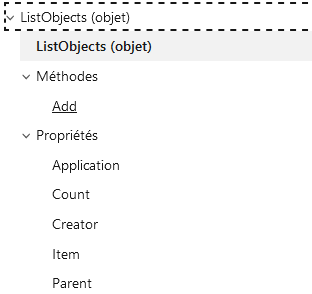 ListObjects (objet)
ListObjects (objet)
Méthodes
Add
Propriétés
Application
Count
Creator
Item
Parent